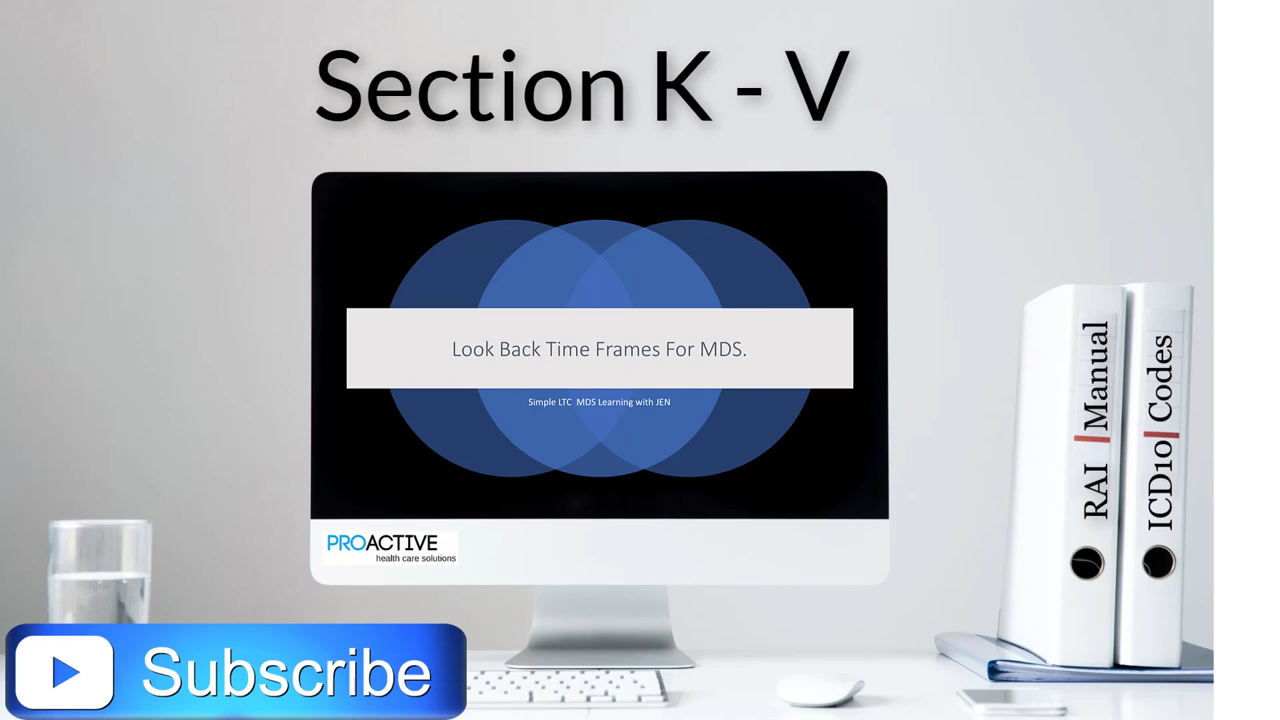 Section K - V
Look Back Time Frames For MDS.
Simple LTC MDS Learning with JEN
PROACTIVE
health care solutions
RAI | Manual
ICD10| Codes
Subscribe